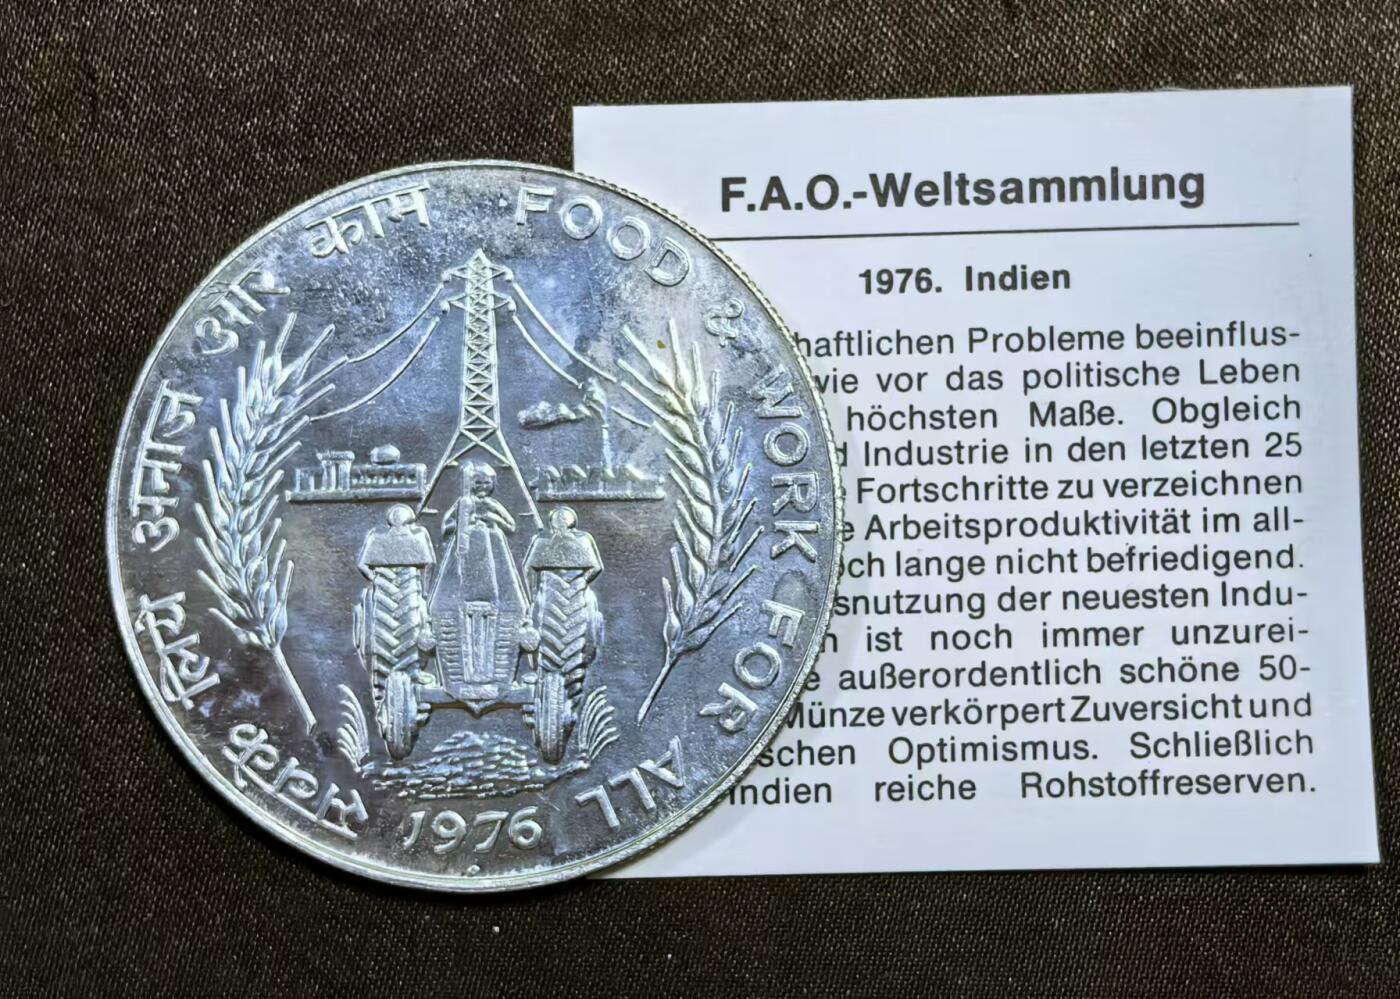 सबके लिये अनाज और काम
FOOD & WORK FOR ALL
1976
F.A.O.-Weltsammlung
1976. Indien
haftlichen Probleme beeinflus-
wie vor das politische Leben
höchsten Maße. Obgleich
Industrie in den letzten 25
Fortschritte zu verzeichnen
e Arbeitsproduktivität im all-
och lange nicht befriedigend.
snutzung der neuesten Indu-
n ist noch immer unzurei-
e außerordentlich schöne 50-
Münze verkörpert Zuversicht und
schen Optimismus. Schließlich
Indien reiche Rohstoffreserven.